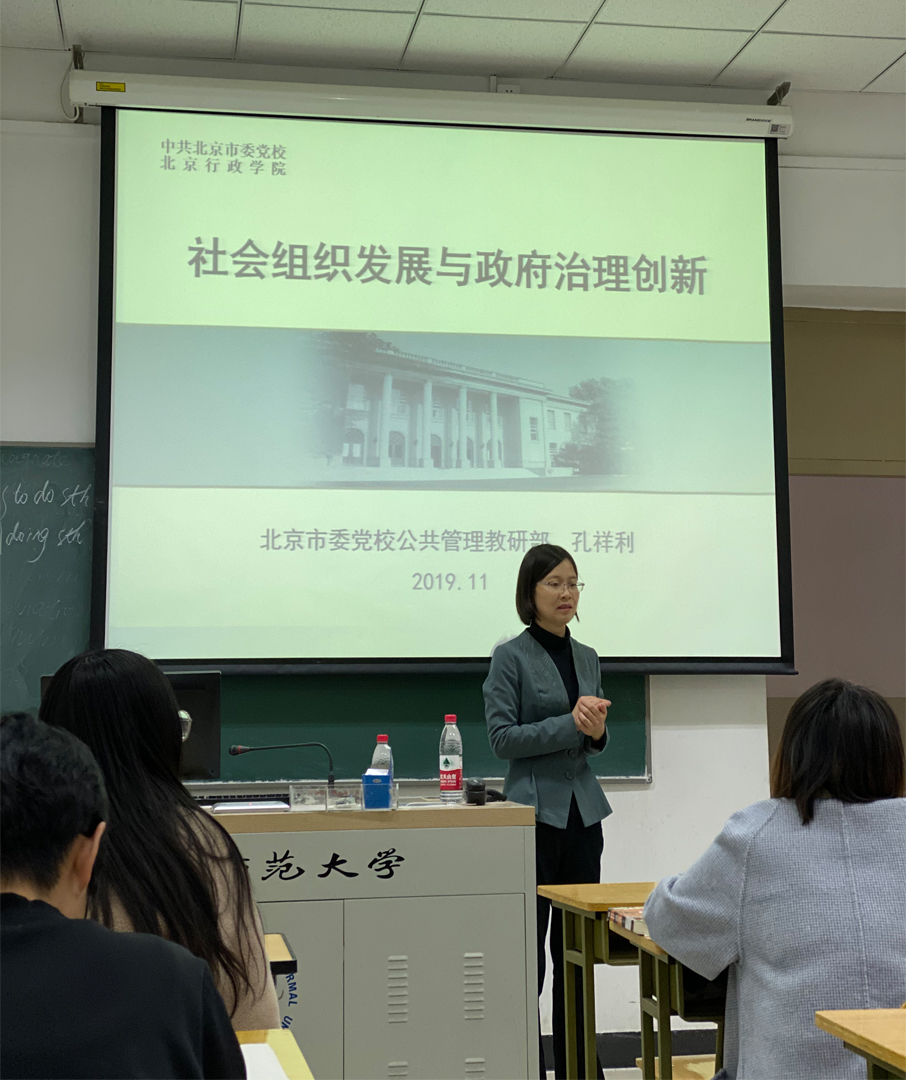 中共北京市委党校
北京行政学院
社会组织发展与政府治理创新
北京市委党校公共管理教研部 孔祥利
2019.11
to do sth
doing sth
范大学
RMAL